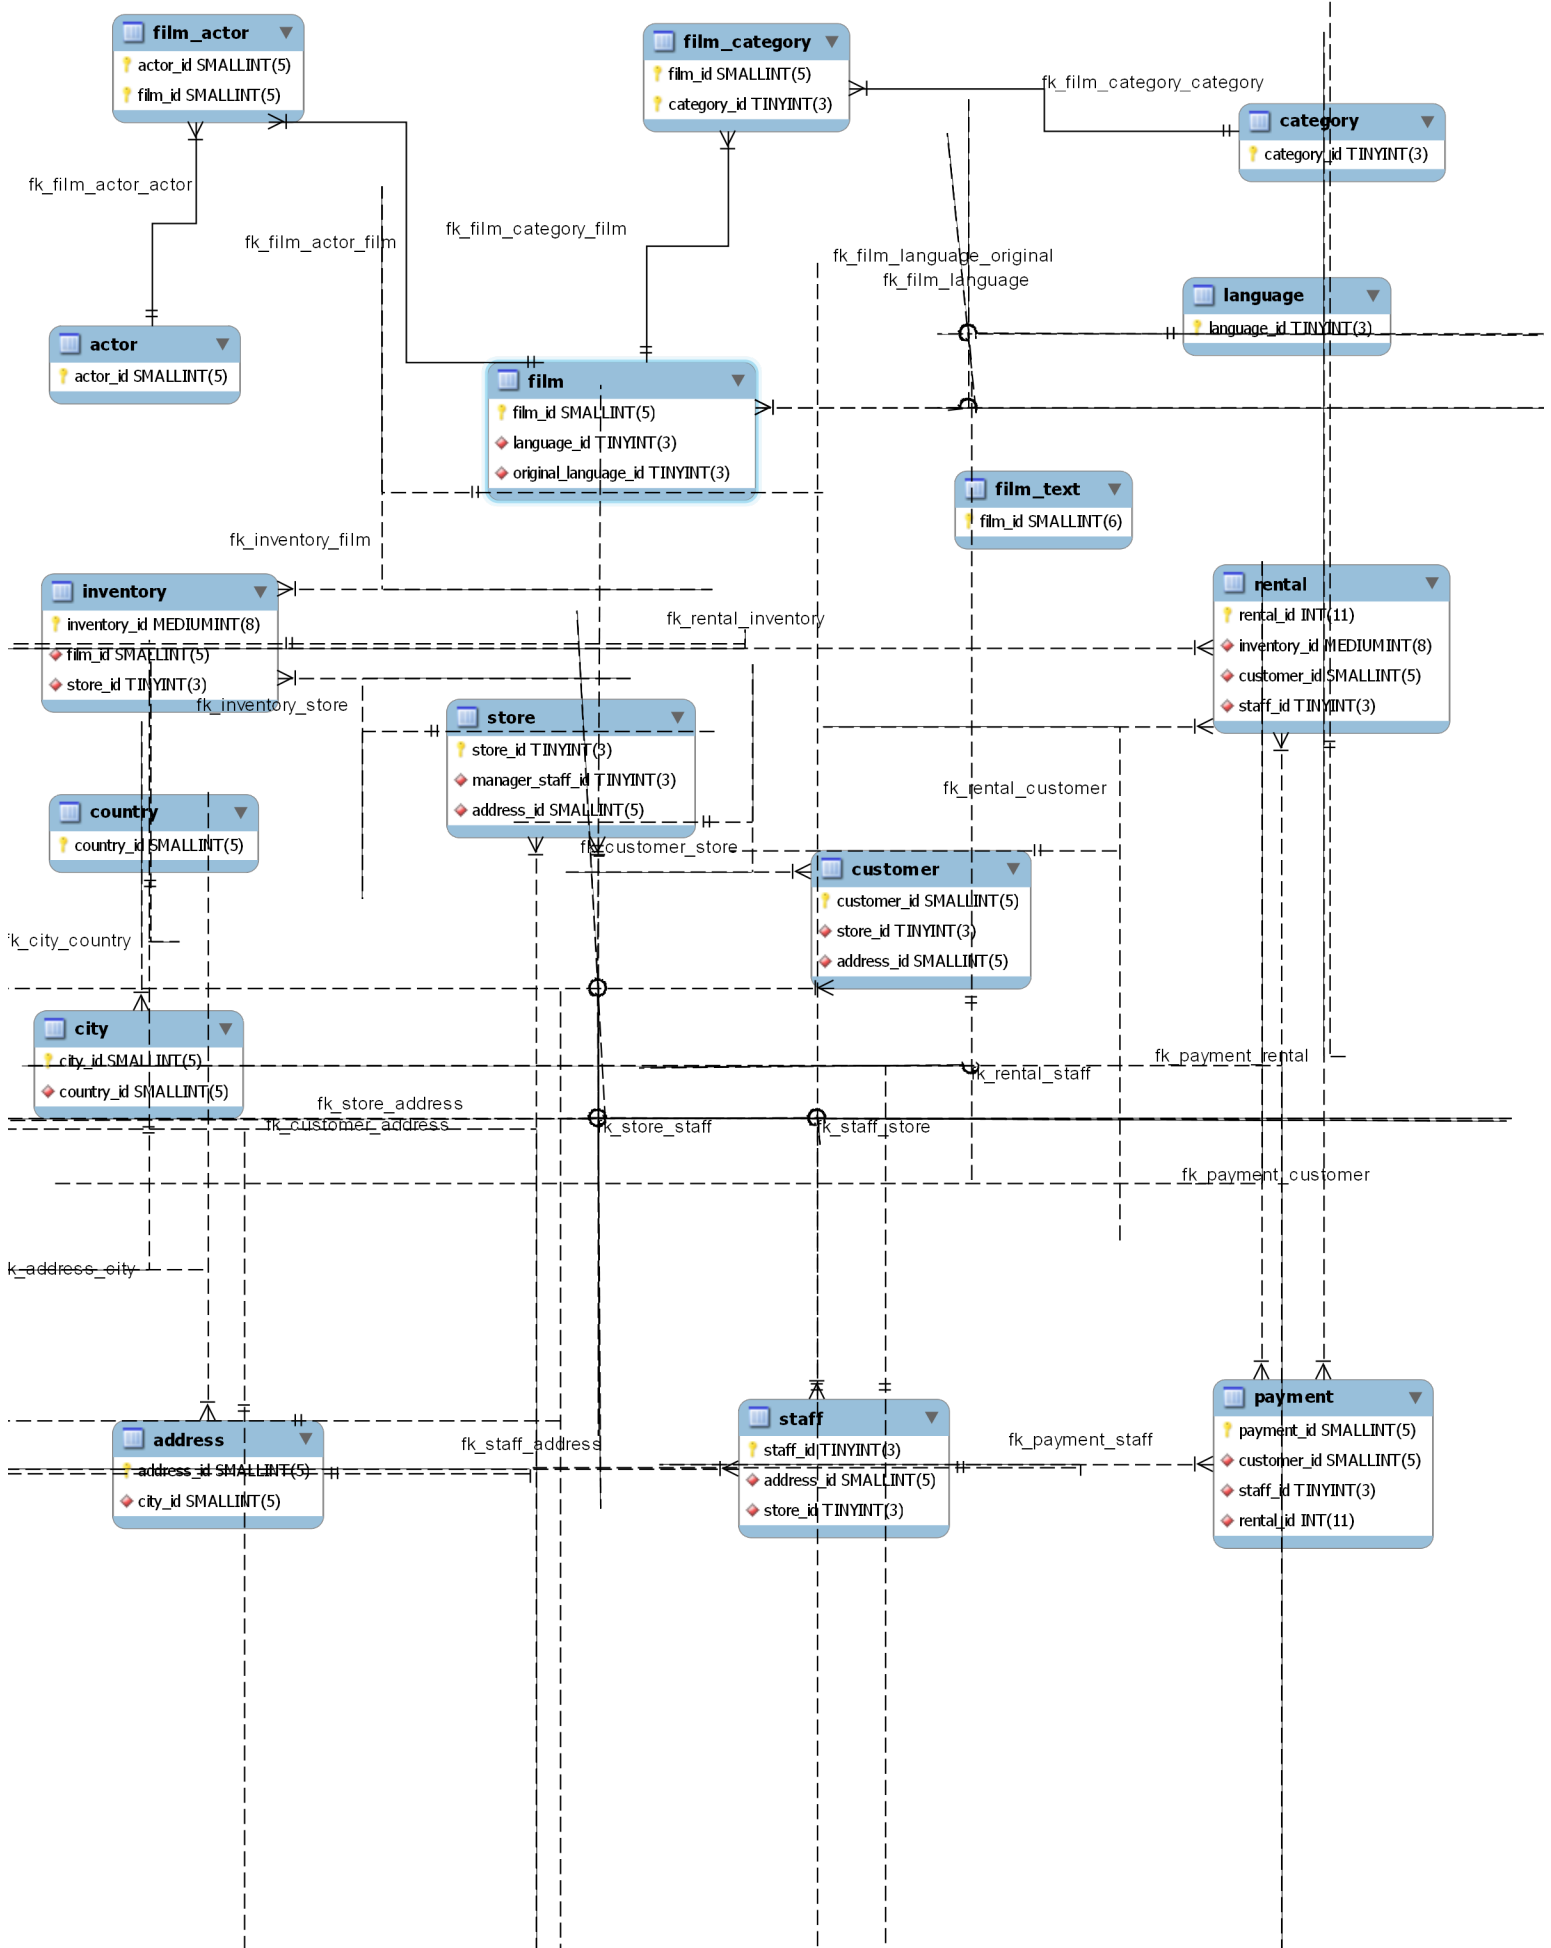 film_actor
actor_id SMALLINT(5)
film_id SMALLINT(5)
film_category
film_id SMALLINT(5)
category_id TINYINT(3)
fk_film_category_category
category
category_id TINYINT(3)
fk_film_actor_actor
fk_film_actor_film
fk_film_category_film
fk_film_language_original
fk_film_language
language
language_id TINYINT(3)
actor
actor_id SMALLINT(5)
film
film_id SMALLINT(5)
language_id TINYINT(3)
original_language_id TINYINT(3)
film_text
film_id SMALLINT(6)
fk_inventory_film
inventory
inventory_id MEDIUMINT(8)
film_id SMALLINT(5)
store_id TINYINT(3)
fk_rental_inventory
rental
rental_id INT(11)
inventory_id MEDIUMINT(8)
customer_id SMALLINT(5)
staff_id TINYINT(3)
fk_inventory_store
store
store_id TINYINT(3)
manager_staff_id TINYINT(3)
address_id SMALLINT(5)
fk_rental_customer
country
country_id SMALLINT(5)
fk_customer_store
customer
customer_id SMALLINT(5)
store_id TINYINT(3)
address_id SMALLINT(5)
fk_city_country
city
city_id SMALLINT(5)
country_id SMALLINT(5)
fk_payment_rental
fk_rental_staff
fk_store_address
fk_customer_address
fk_store_staff
fk_staff_store
fk_payment_customer
k_address_city
address
address_id SMALLINT(5)
city_id SMALLINT(5)
fk_staff_address
staff
staff_id TINYINT(3)
address_id SMALLINT(5)
store_id TINYINT(3)
fk_payment_staff
payment
payment_id SMALLINT(5)
customer_id SMALLINT(5)
staff_id TINYINT(3)
rental_id INT(11)